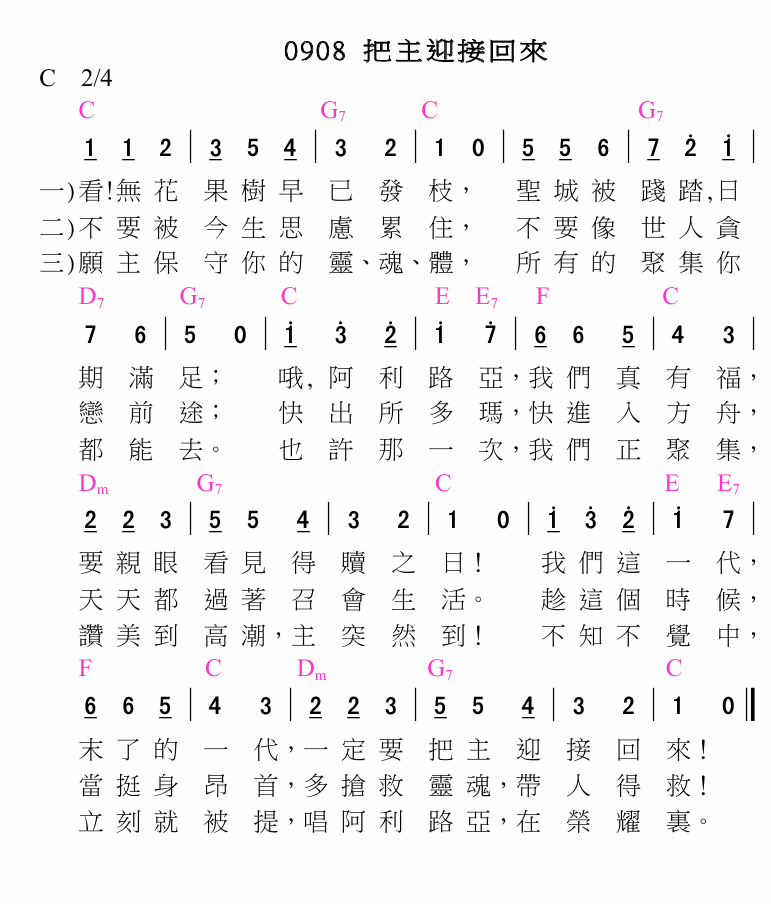 0908 把主迎接回來
C 2/4
C G7 C G7
1 1 2 | 3 5 4 | 3 2 | 1 0 | 5 5 6 | 7 2 1 |
一)看!無花果樹早已發枝，聖城被踐踏,日
二)不要被今生思慮累住，不要像世人貪
三)願主保守你的靈、魂、體，所有的聚集你
D7 G7 C E E7 F C
7 6 | 5 0 | 1 3 2 | 1 7 | 6 6 5 | 4 3 |
期滿足；哦,阿利路亞，我們真有福，
戀前途；快出所多瑪，快進入方舟，
都能去。也許那一次，我們正聚集，
Dm G7 C E E7
2 2 3 | 5 5 4 | 3 2 | 1 0 | 1 3 2 | 1 7 |
要親眼看見得贖之日!我們這一代，
天天都過著召會生活。趁這個時候，
讚美到高潮，主突然到!不知不覺中，
F C Dm G7 C
6 6 5 | 4 3 | 2 2 3 | 5 5 4 | 3 2 | 1 0 ‖
末了的一代，一定要把主迎接回來!
當挺身昂首，多搶救靈魂，帶人得救!
立刻就被提，唱阿利路亞，在榮耀裏。